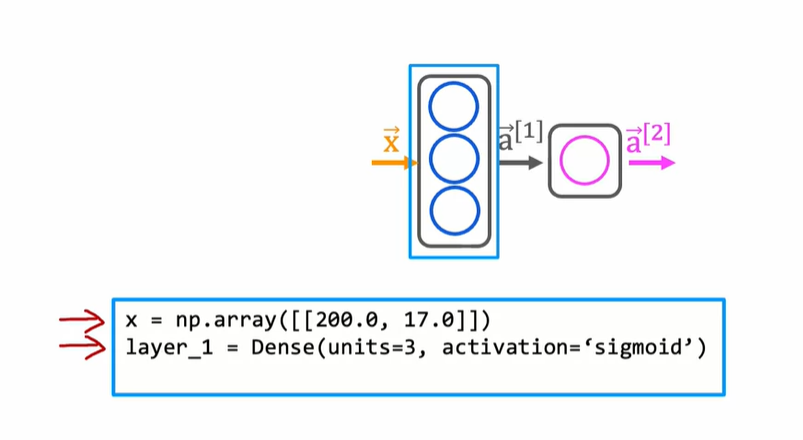 x⃗
a⃗[1]
a⃗[2]
x = np.array([[200.0, 17.0]])
layer_1 = Dense(units=3, activation=‘sigmoid’)